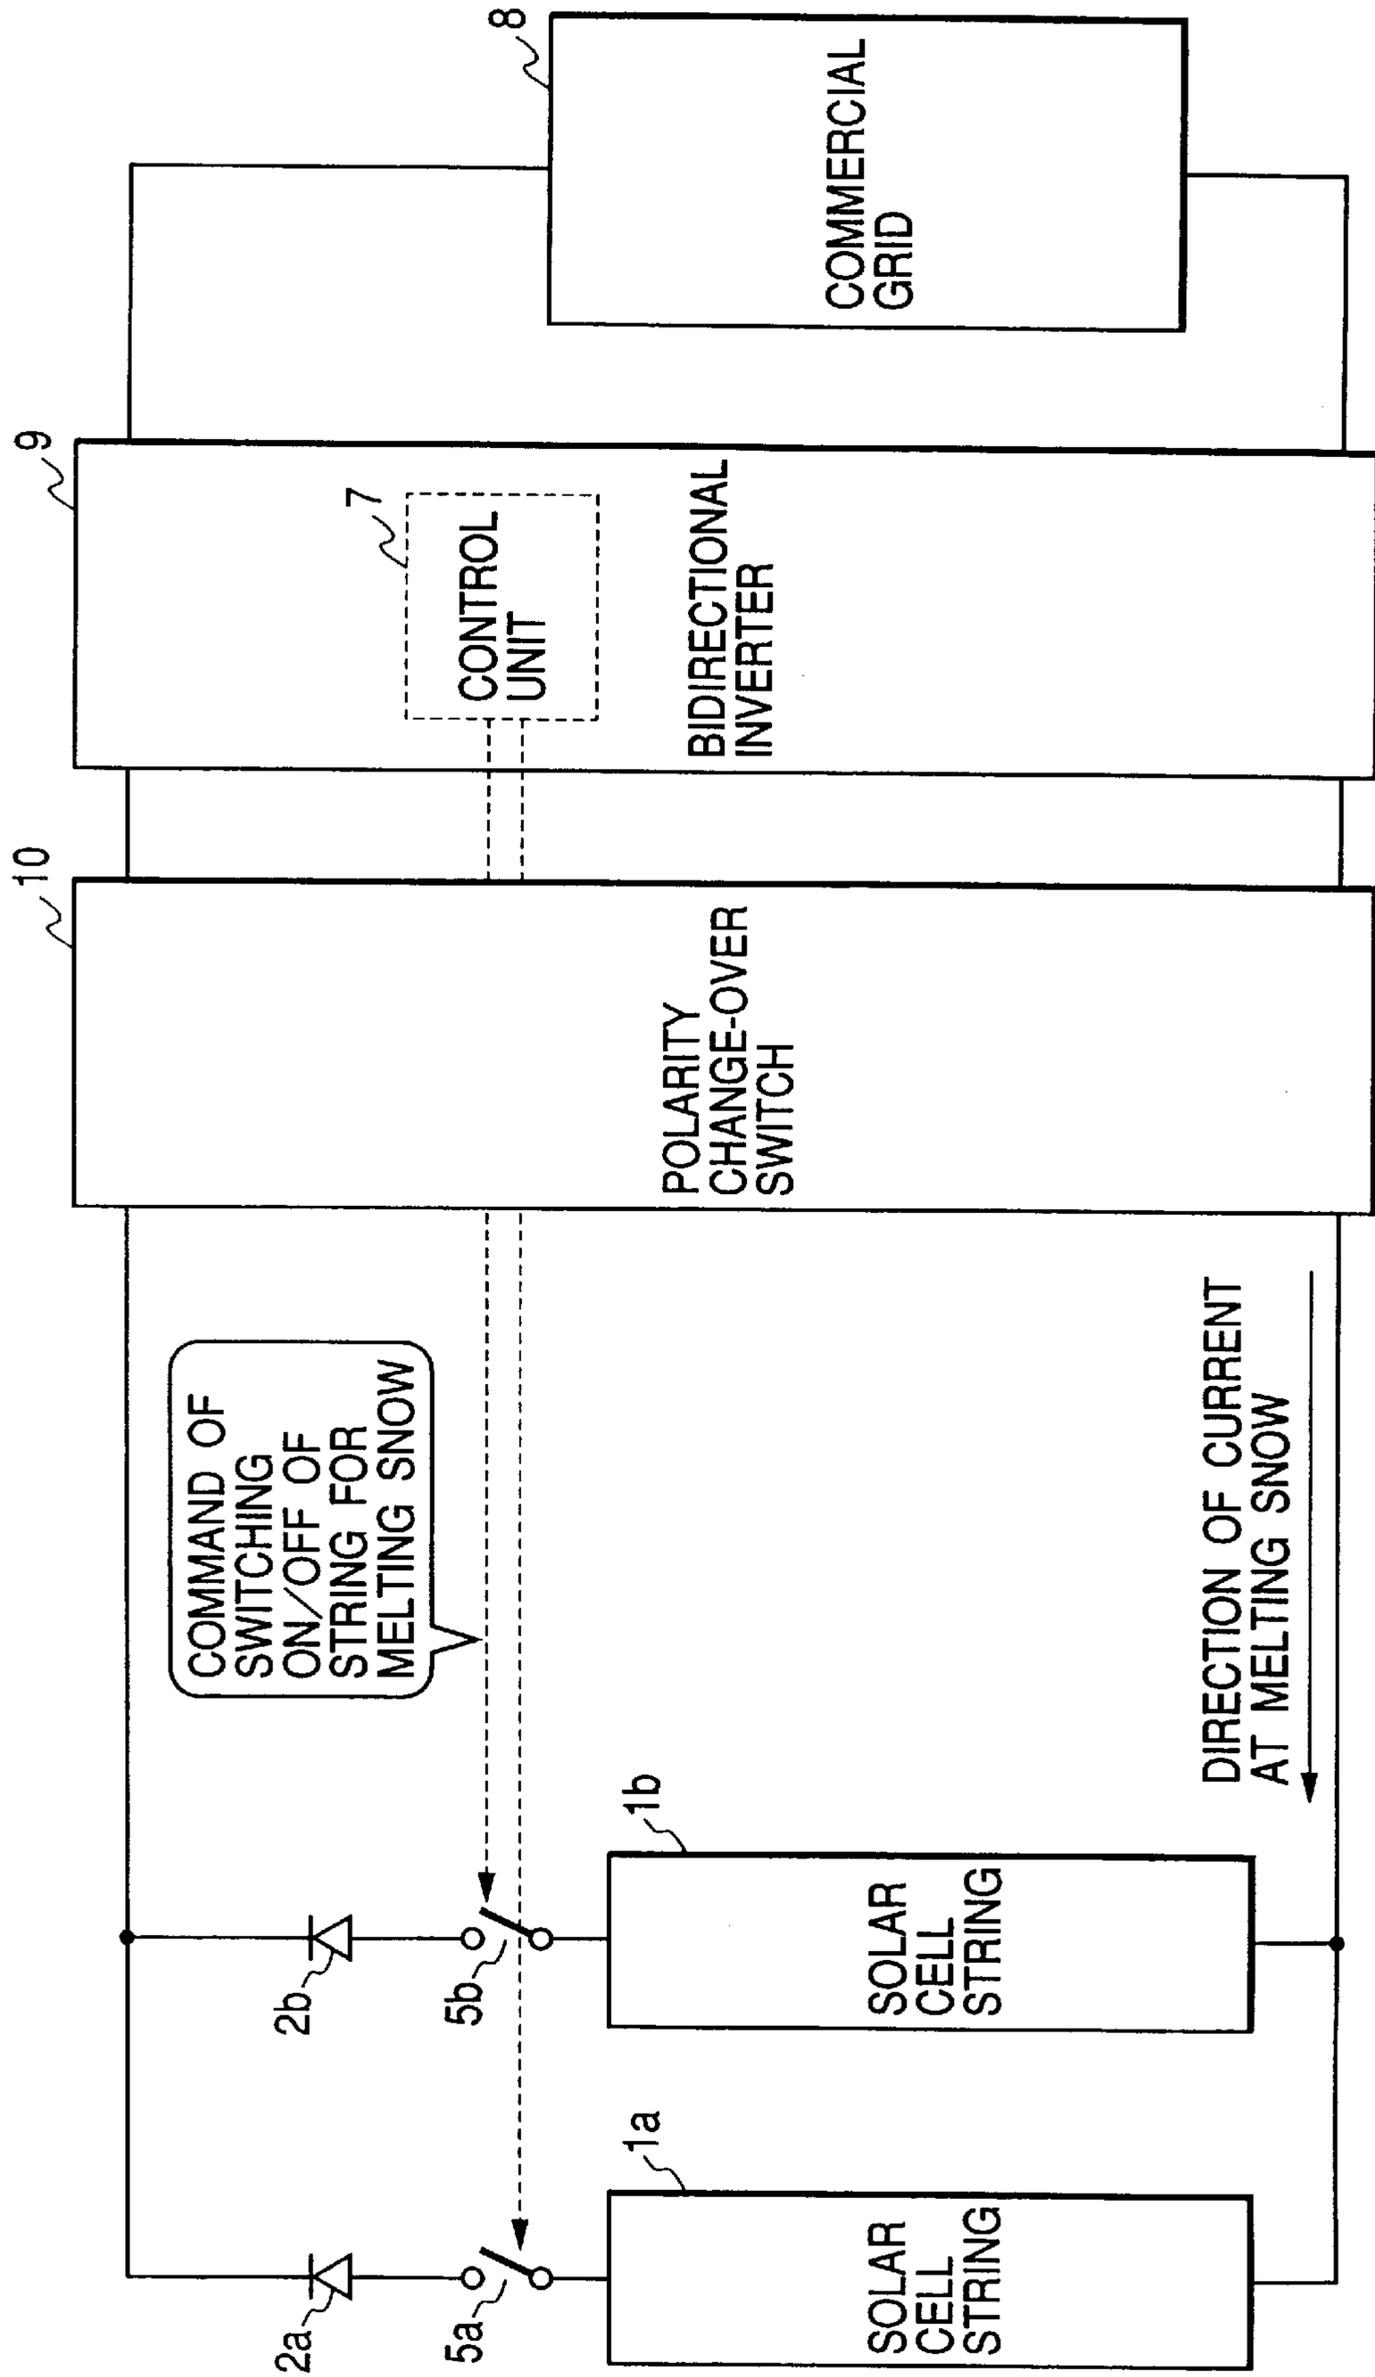 8
COMMERCIAL
GRID
9
7
CONTROL
UNIT
BIDIRECTIONAL
INVERTER
10
POLARITY
CHANGE-OVER
SWITCH
COMMAND OF
SWITCHING
ON/OFF OF
STRING FOR
MELTING SNOW
DIRECTION OF CURRENT
AT MELTING SNOW
2b
5b
1b
SOLAR
CELL
STRING
2a
5a
1a
SOLAR
CELL
STRING